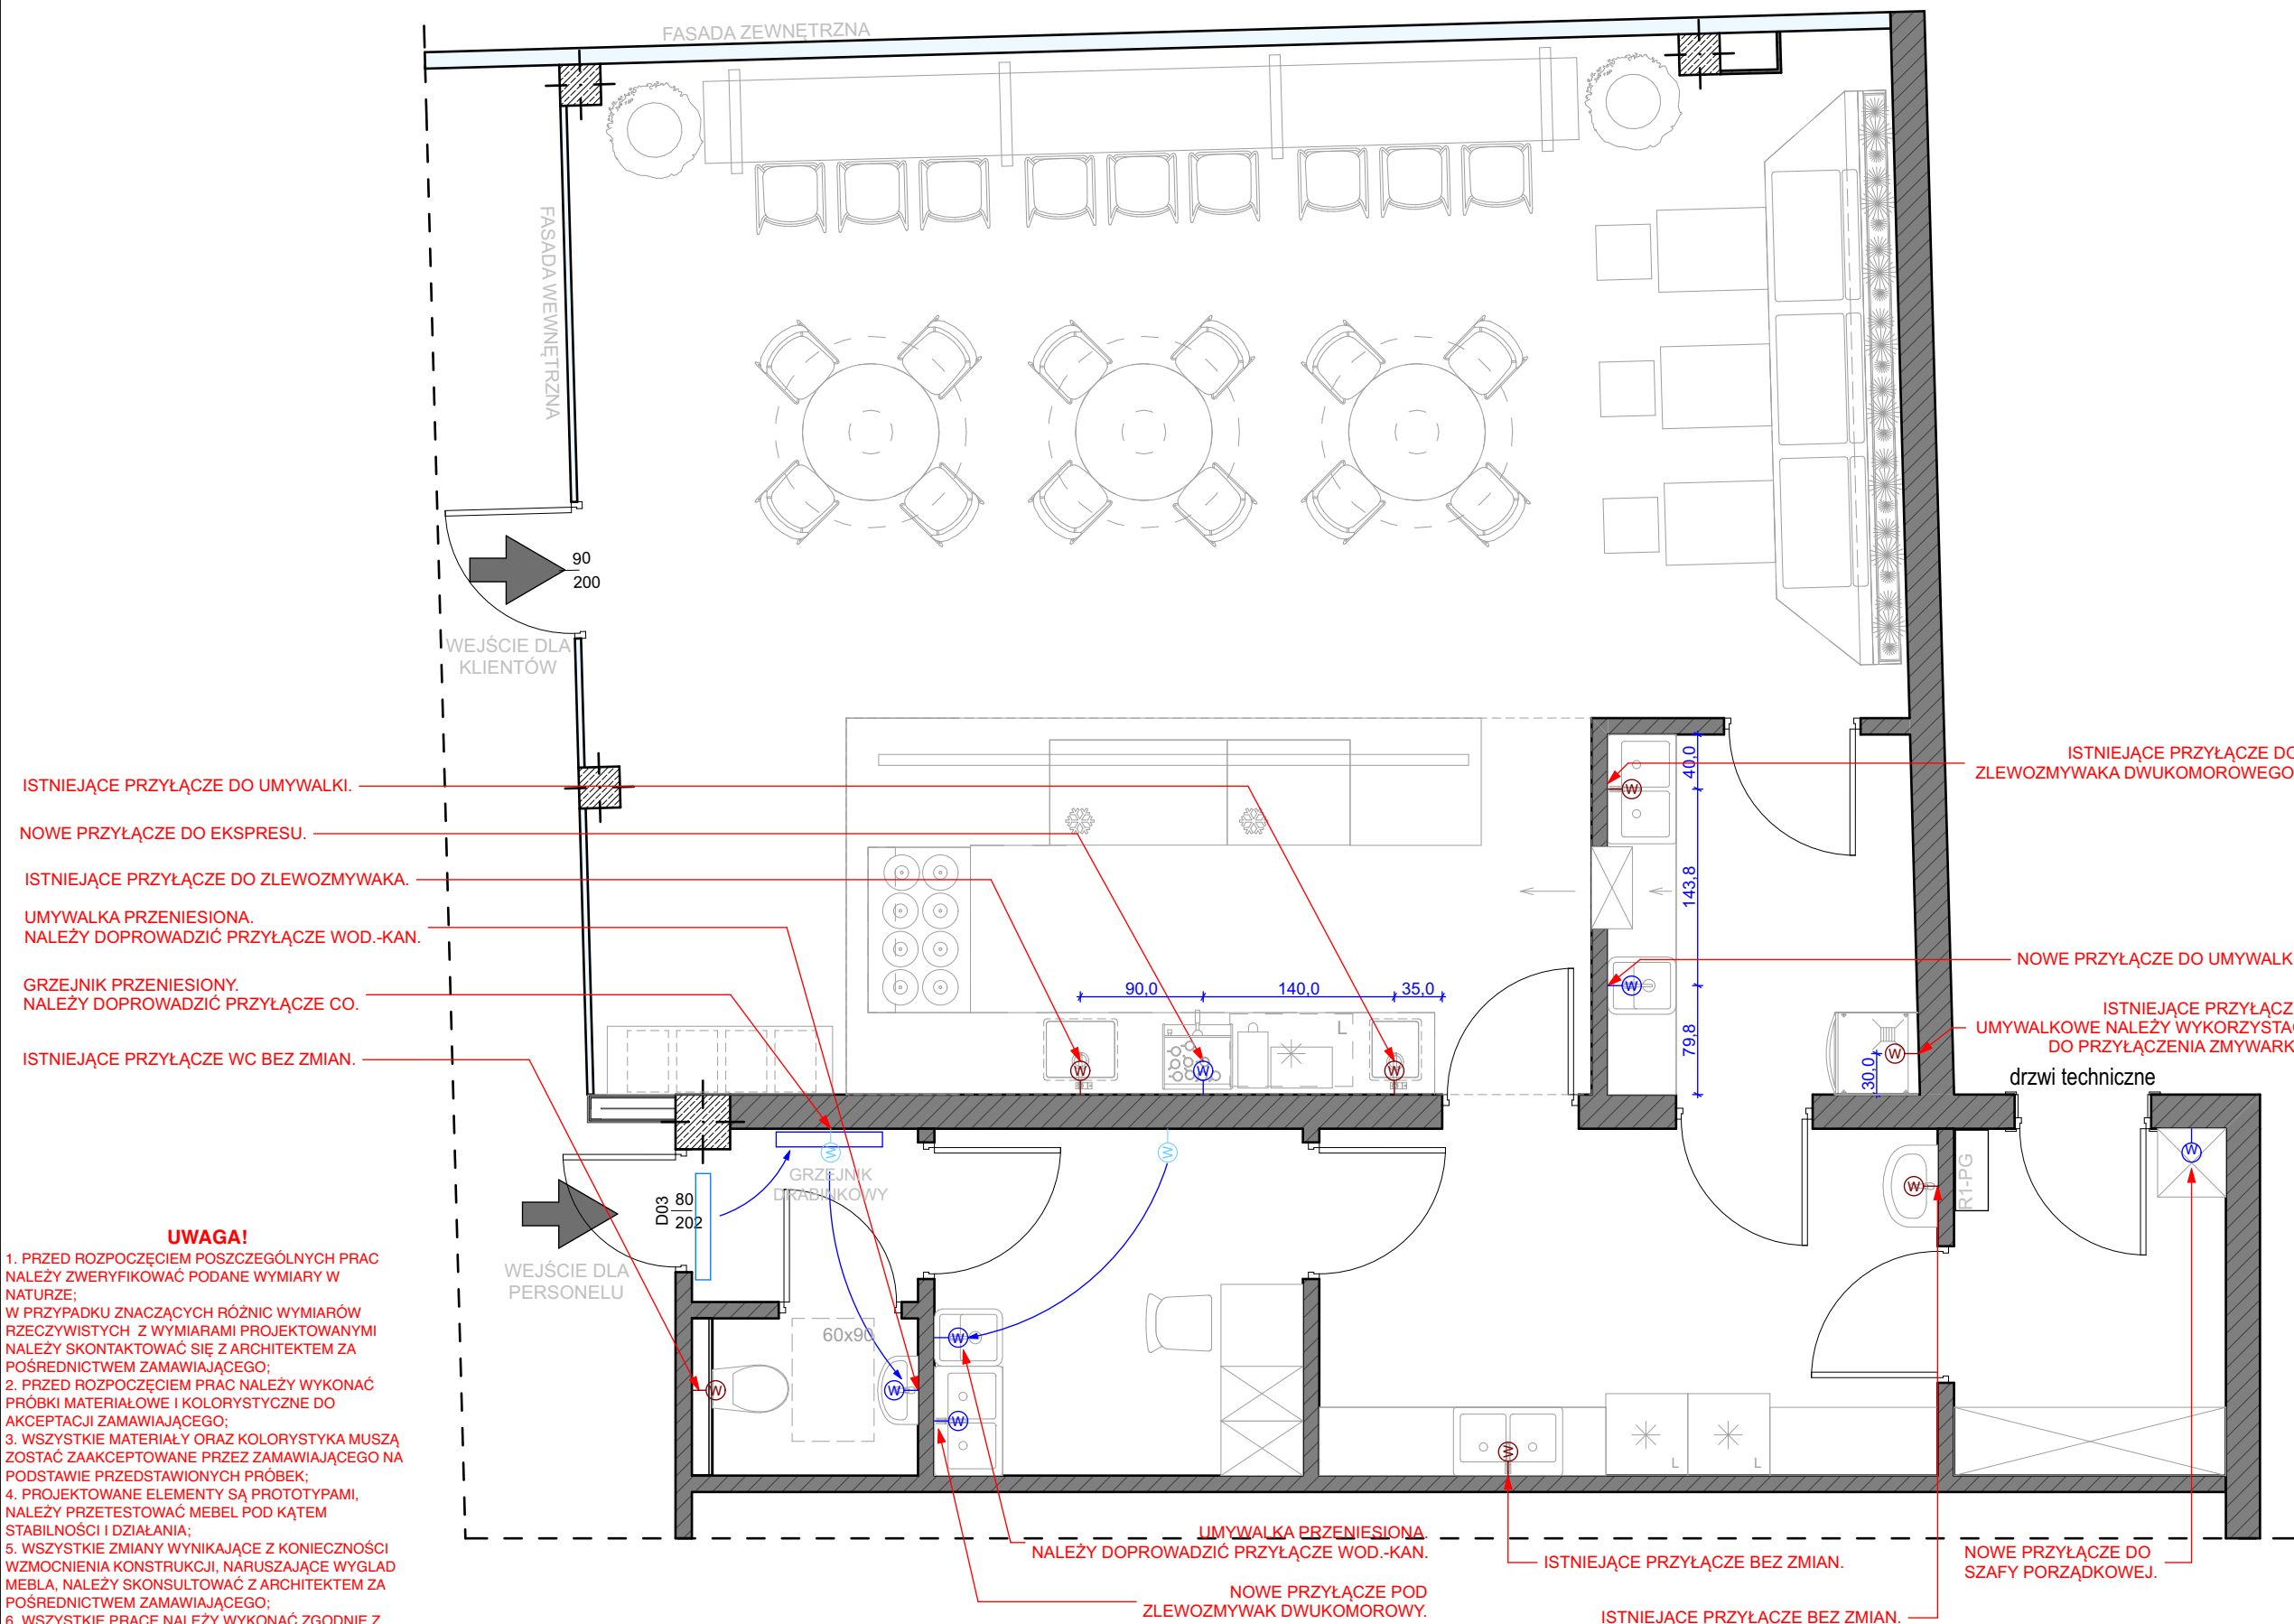 FASADA ZEWNĘTRZNA
FASADA WEWNĘTRZNA
90
200
WEJŚCIE DLA
KLIENTÓW
ISTNIEJĄCE PRZYŁĄCZE DO UMYWALKI.
NOWE PRZYŁĄCZE DO EKSPRESU.
ISTNIEJĄCE PRZYŁĄCZE DO ZLEWOZMYWAKA.
UMYWALKA PRZENIESIONA.
NALEŻY DOPROWADZIĆ PRZYŁĄCZE WOD.-KAN.
GRZEJNIK PRZENIESIONY.
NALEŻY DOPROWADZIĆ PRZYŁĄCZE CO.
ISTNIEJĄCE PRZYŁĄCZE WC BEZ ZMIAN.
ISTNIEJĄCE PRZYŁĄCZE DO
ZLEWOZMYWAKA DWUKOMOROWEGO
40,0
143,8
79,8
90,0
140,0
35,0
NOWE PRZYŁĄCZE DO UMYWALK
ISTNIEJĄCE PRZYŁĄCZ
UMYWALKOWE NALEŻY WYKORZYSTAĆ
DO PRZYŁĄCZENIA ZMYWARK
30,0
drzwi techniczne
L
W
W
W
W
W
W
W
W
W
GRZEJNIK
DRABINKOWY
D03
80
202
WEJŚCIE DLA
PERSONELU
60x90
R1-PG
W
W
W
W
W
W
W
L
L
UWAGA!
1. PRZED ROZPOCZĘCIEM POSZCZEGÓLNYCH PRAC
NALEŻY ZWERYFIKOWAĆ PODANE WYMIARY W
NATURZE;
W PRZYPADKU ZNACZĄCYCH RÓŻNIC WYMIARÓW
RZECZYWISTYCH Z WYMIARAMI PROJEKTOWANYMI
NALEŻY SKONTAKTOWAĆ SIĘ Z ARCHITEKTEM ZA
POŚREDNICTWEM ZAMAWIAJĄCEGO;
2. PRZED ROZPOCZĘCIEM PRAC NALEŻY WYKONAĆ
PRÓBKI MATERIAŁOWE I KOLORYSTYCZNE DO
AKCEPTACJI ZAMAWIAJĄCEGO;
3. WSZYSTKIE MATERIAŁY ORAZ KOLORYSTYKA MUSZĄ
ZOSTAĆ ZAAKCEPTOWANE PRZEZ ZAMAWIAJĄCEGO NA
PODSTAWIE PRZEDSTAWIONYCH PRÓBEK;
4. PROJEKTOWANE ELEMENTY SĄ PROTOTYPAMI,
NALEŻY PRZETESTOWAĆ MEBEL POD KĄTEM
STABILNOŚCI I DZIAŁANIA;
5. WSZYSTKIE ZMIANY WYNIKAJĄCE Z KONIECZNOŚCI
WZMOCNIENIA KONSTRUKCJI, NARUSZAJĄCE WYGLAD
MEBLA, NALEŻY SKONSULTOWAĆ Z ARCHITEKTEM ZA
POŚREDNICTWEM ZAMAWIAJĄCEGO;
6. WSZYSTKIE PRACE NALEŻY WYKONAĆ ZGODNIE Z
UMYWALKA PRZENIESIONA.
NALEŻY DOPROWADZIĆ PRZYŁĄCZE WOD.-KAN.
NOWE PRZYŁĄCZE POD
ZLEWOZMYWAK DWUKOMOROWY.
ISTNIEJĄCE PRZYŁĄCZE BEZ ZMIAN.
ISTNIEJĄCE PRZYŁĄCZE BEZ ZMIAN.
NOWE PRZYŁĄCZE DO
SZAFY PORZĄDKOWEJ.